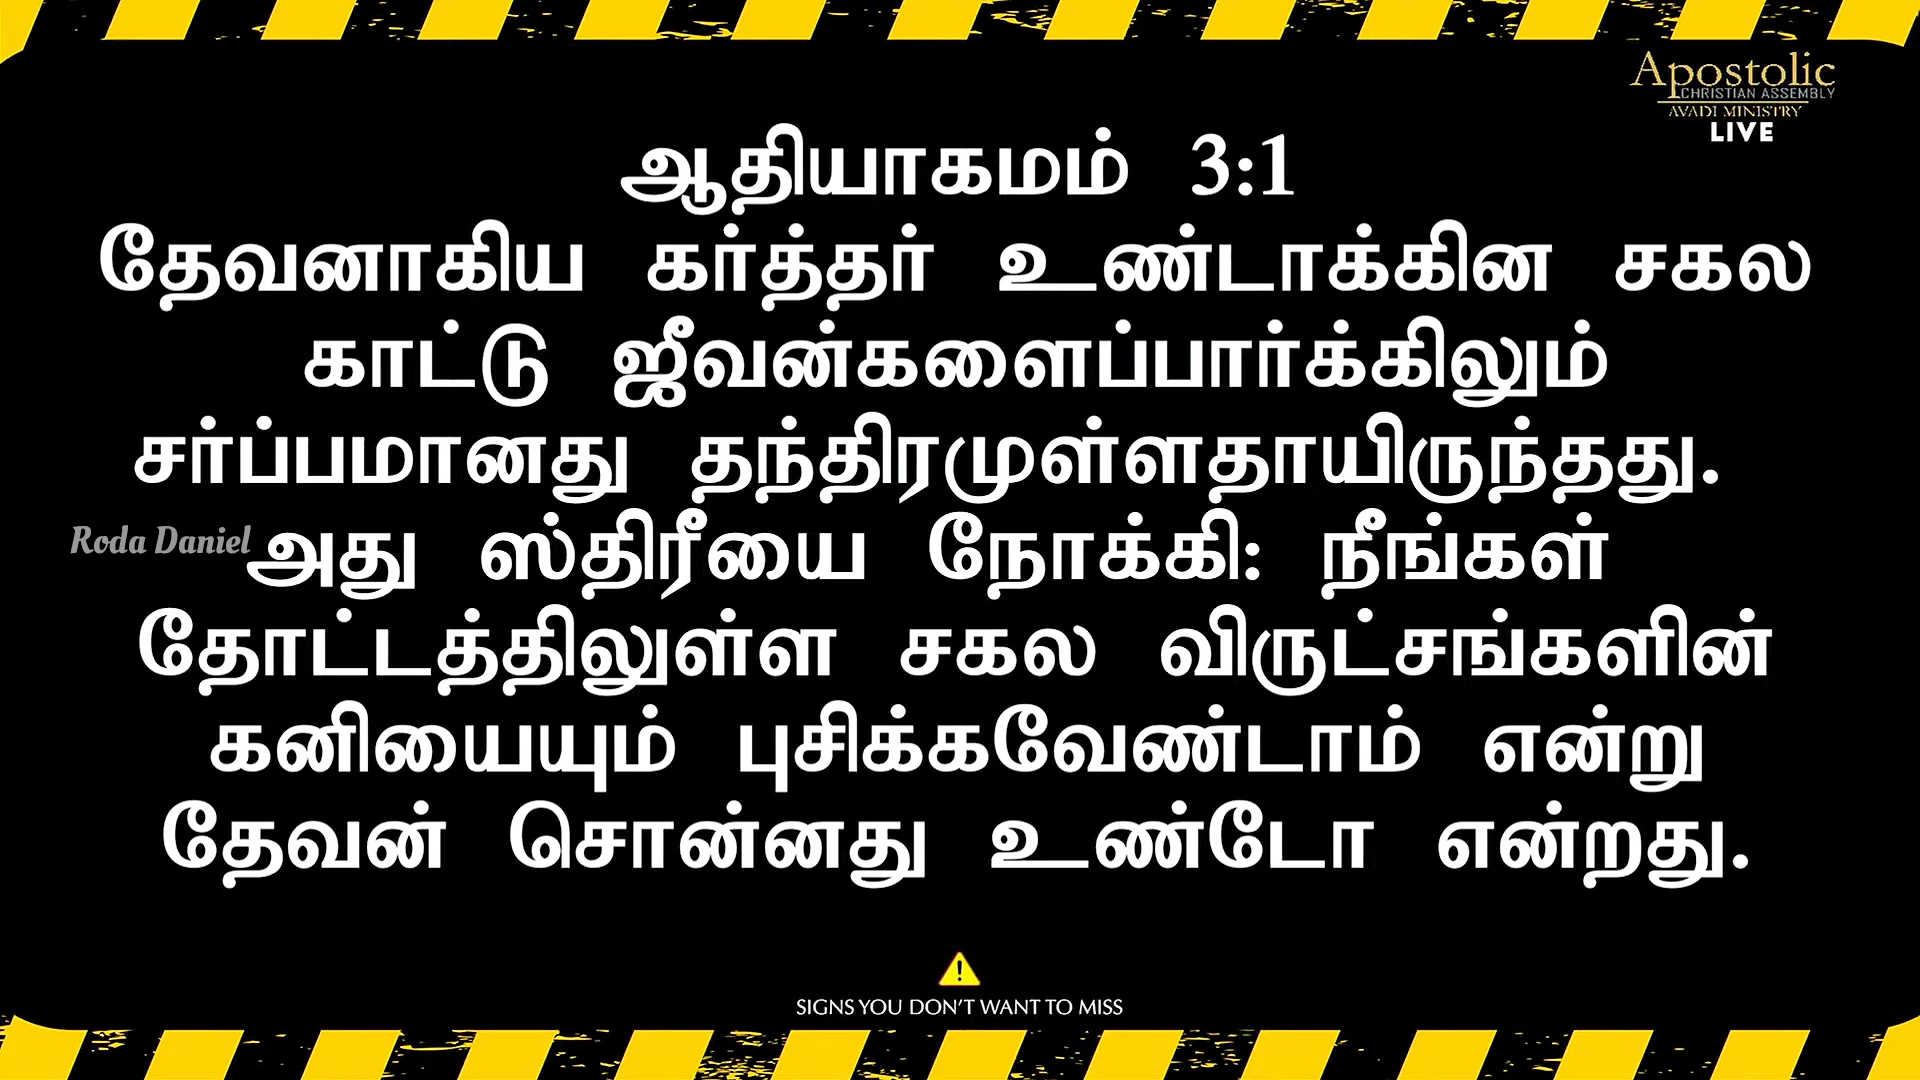 Apostolic
CHRISTIAN ASSEMBLY
AVADI MINISTRY
LIVE
ஆதியாகமம் 3:1
தேவனாகிய கர்த்தர் உண்டாக்கின சகல
காட்டு ஜீவன்களைப்பார்க்கிலும்
சர்ப்பமானது தந்திரமுள்ளதாயிருந்தது.
Roda Daniel
அது ஸ்திரீயை நோக்கி: நீங்கள்
தோட்டத்திலுள்ள சகல விருட்சங்களின்
கனியையும் புசிக்கவேண்டாம் என்று
தேவன் சொன்னது உண்டோ என்றது.
SIGNS YOU DON'T WANT TO MISS